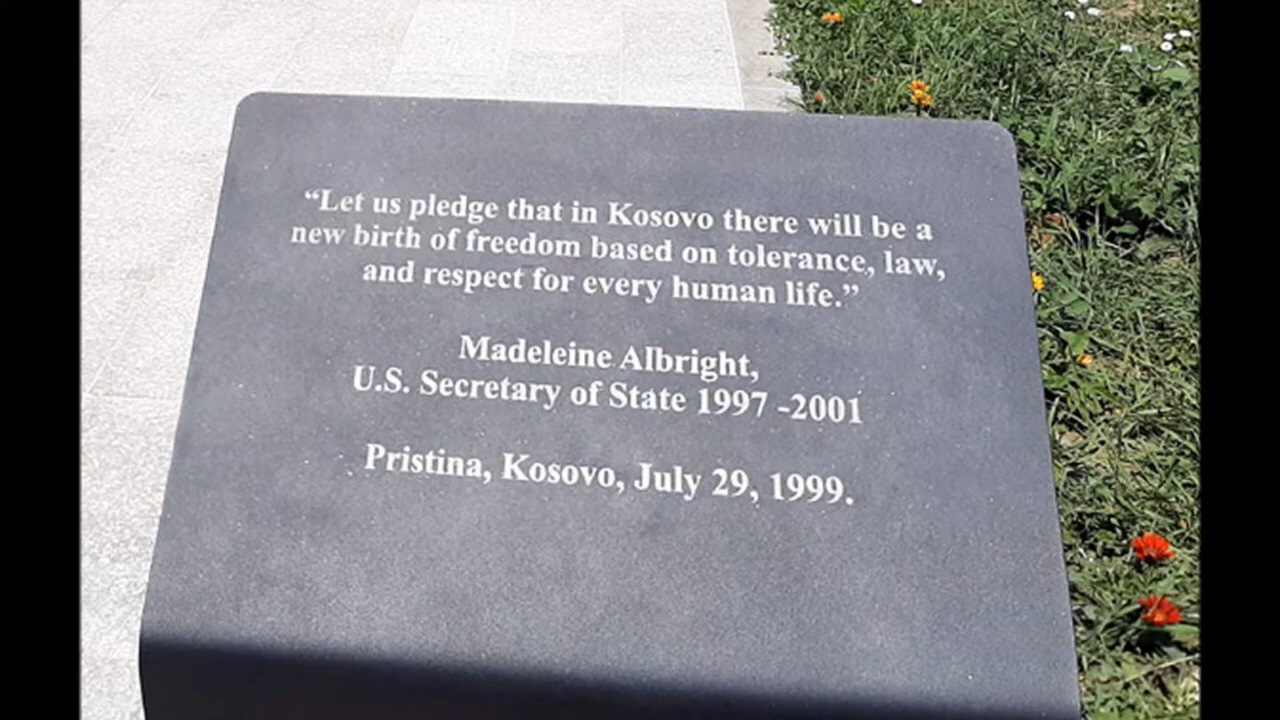 “Let us pledge that in Kosovo there will be a
new birth of freedom based on tolerance, law,
and respect for every human life.”
Madeleine Albright,
U.S. Secretary of State 1997 -2001
Pristina, Kosovo, July 29, 1999.